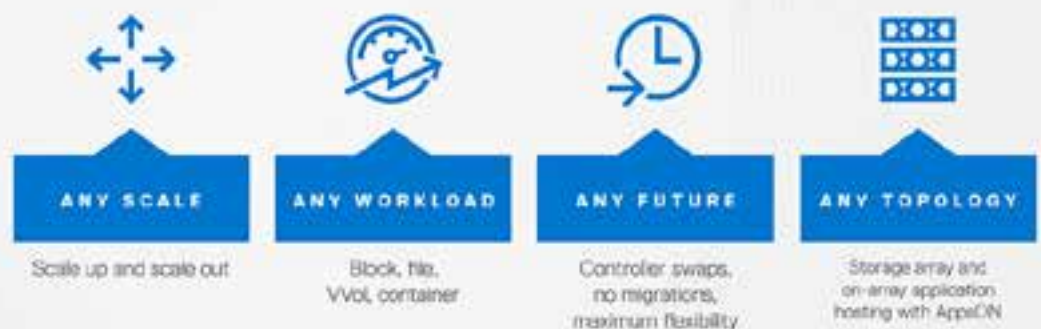 ANY SCALE
Scale up and scale out
ANY WORKLOAD
Block, file,
VVol, container
ANY FUTURE
Controller swaps,
no migrations,
maximum flexibility
ANY TOPOLOGY
Storage array and
on-array application
hosting with AppsON